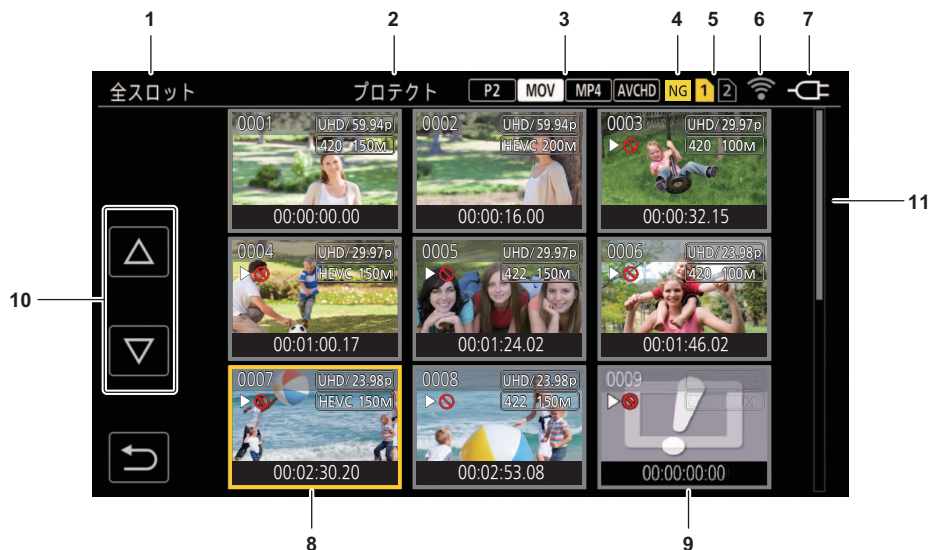 1 2 3 4 5 6 7
全スロット プロテクト P2 MOV MP4 AVCHD NG 1 2
0001 UHD/59.94p 0002 UHD/59.94p 0003 UHD/29.97p
420 150M HEVC 200M 420 100M
00:00:00.00 00:00:16.00 00:00:32.15
11
0004 UHD/29.97p 0005 UHD/29.97p 0006 UHD/23.98p
HEVC 150M 422 150M 420 100M
10
00:01:00.17 00:01:24.02 00:01:46.02
0007 UHD/23.98p 0008 UHD/23.98p 0009
HEVC 150M 422 150M
00:02:30.20 00:02:53.08 00:00:00:00
8 9